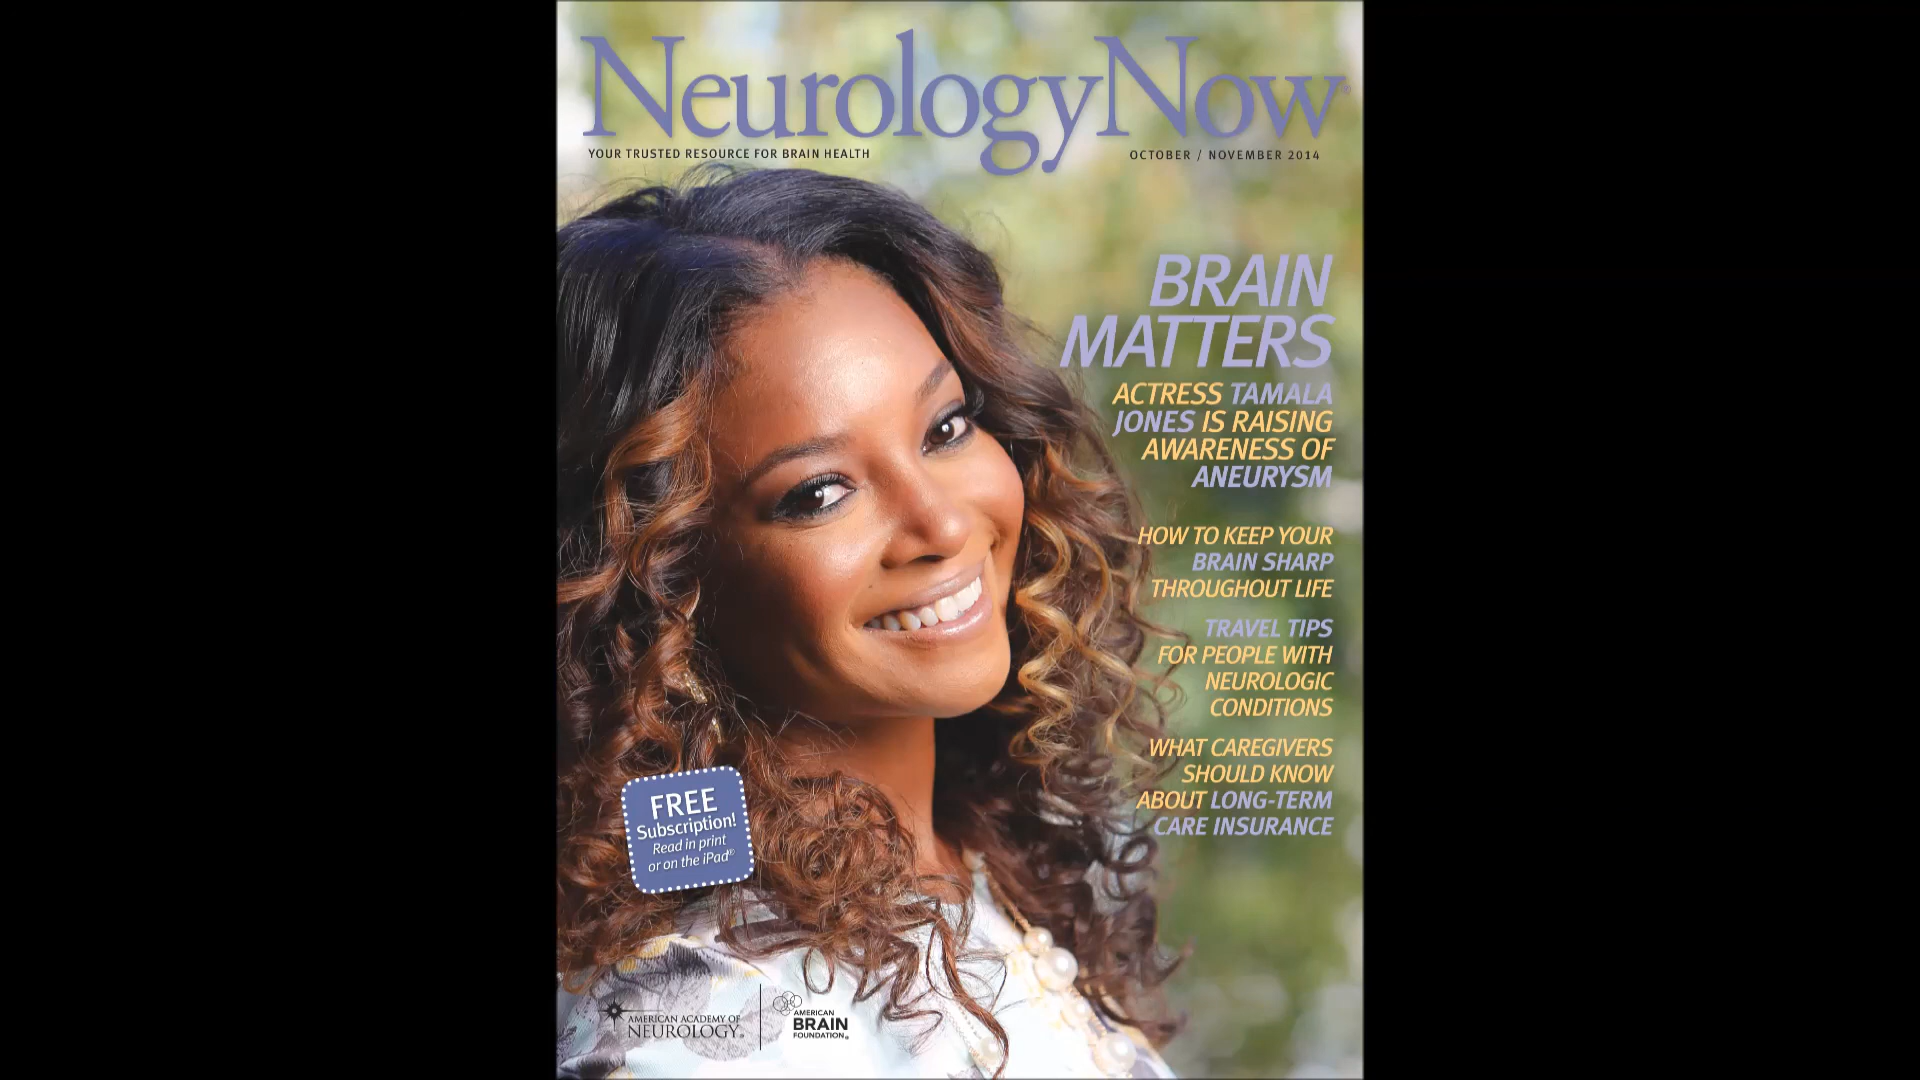 NeurologyNow®
YOUR TRUSTED RESOURCE FOR BRAIN HEALTH
OCTOBER / NOVEMBER 2014
BRAIN
MATTERS
ACTRESS TAMALA
JONES IS RAISING
AWARENESS OF
ANEURYSM
HOW TO KEEP YOUR
BRAIN SHARP
THROUGHOUT LIFE
TRAVEL TIPS
FOR PEOPLE WITH
NEUROLOGIC
CONDITIONS
WHAT CAREGIVERS
SHOULD KNOW
ABOUT LONG-TERM
CARE INSURANCE
FREE
Subscription!
Read in print
or on the iPad®
AMERICAN ACADEMY OF
NEUROLOGY®
AMERICAN
BRAIN
FOUNDATION®